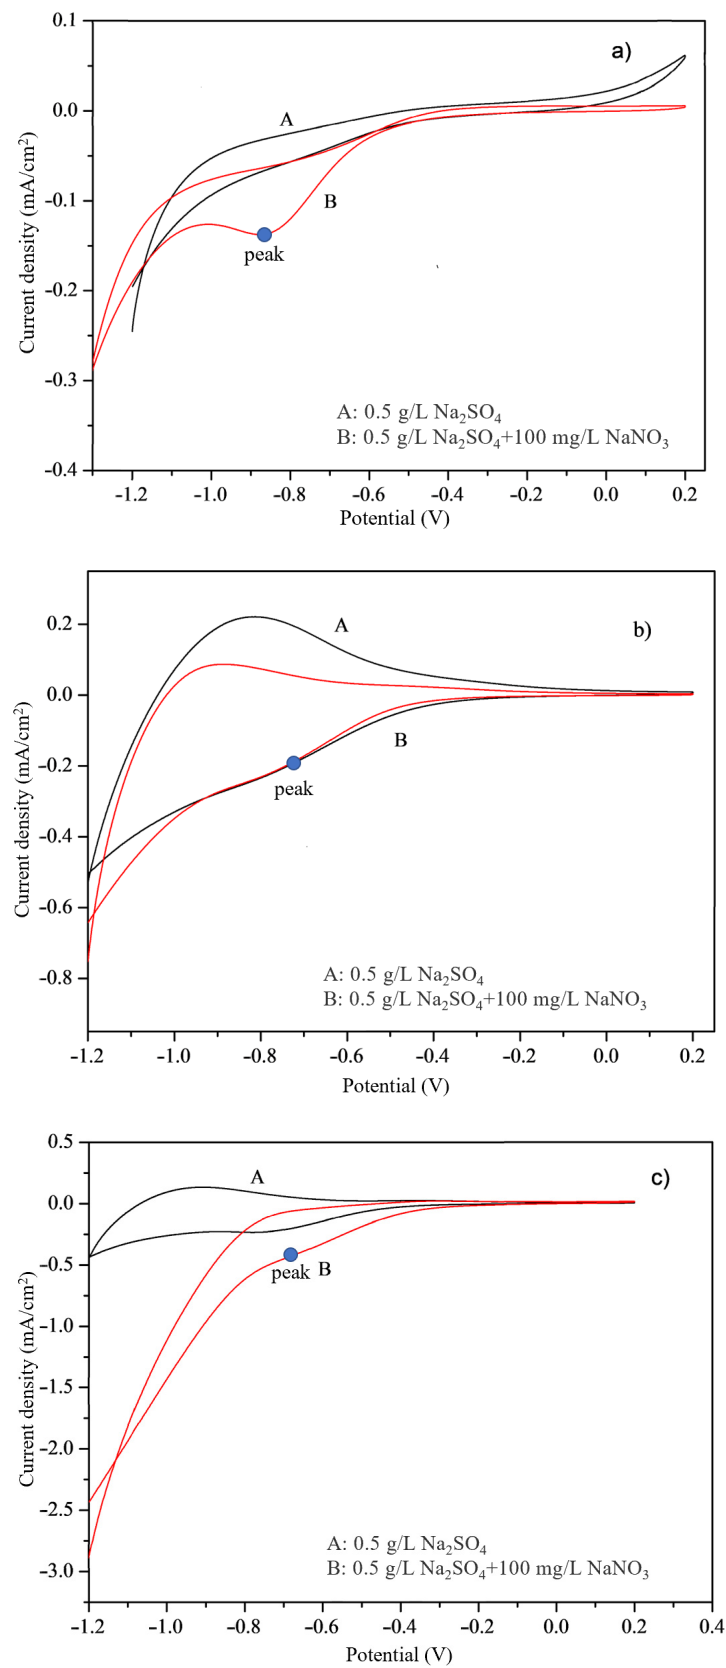 0.1
a)
0.0
A
-0.1
B
peak
-0.2
-0.3
A: 0.5 g/L Na₂SO₄
B: 0.5 g/L Na₂SO₄+100 mg/L NaNO₃
-0.4
Current density (mA/cm²)
-1.2 -1.0 -0.8 -0.6 -0.4 -0.2 0.0 0.2
Potential (V)
0.2
A
b)
0.0
B
-0.2
peak
-0.4
-0.6
-0.8
A: 0.5 g/L Na₂SO₄
B: 0.5 g/L Na₂SO₄+100 mg/L NaNO₃
Current density (mA/cm²)
-1.2 -1.0 -0.8 -0.6 -0.4 -0.2 0.0 0.2
Potential (V)
0.5
A
c)
0.0
-0.5
peak B
-1.0
-1.5
-2.0
-2.5
-3.0
A: 0.5 g/L Na₂SO₄
B: 0.5 g/L Na₂SO₄+100 mg/L NaNO₃
Current density (mA/cm²)
-1.2 -1.0 -0.8 -0.6 -0.4 -0.2 0.0 0.2 0.4
Potential (V)